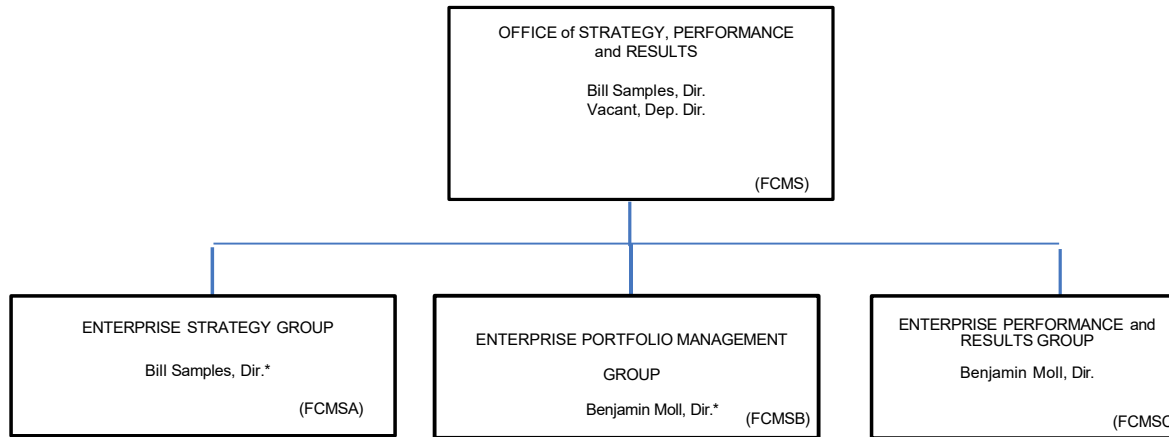 OFFICE of STRATEGY, PERFORMANCE
and RESULTS
Bill Samples, Dir.
Vacant, Dep. Dir.
(FCMS)
ENTERPRISE STRATEGY GROUP
Bill Samples, Dir.*
(FCMSA)
ENTERPRISE PORTFOLIO MANAGEMENT
GROUP
Benjamin Moll, Dir.*
(FCMSB)
ENTERPRISE PERFORMANCE and
RESULTS GROUP
Benjamin Moll, Dir.
(FCMSC